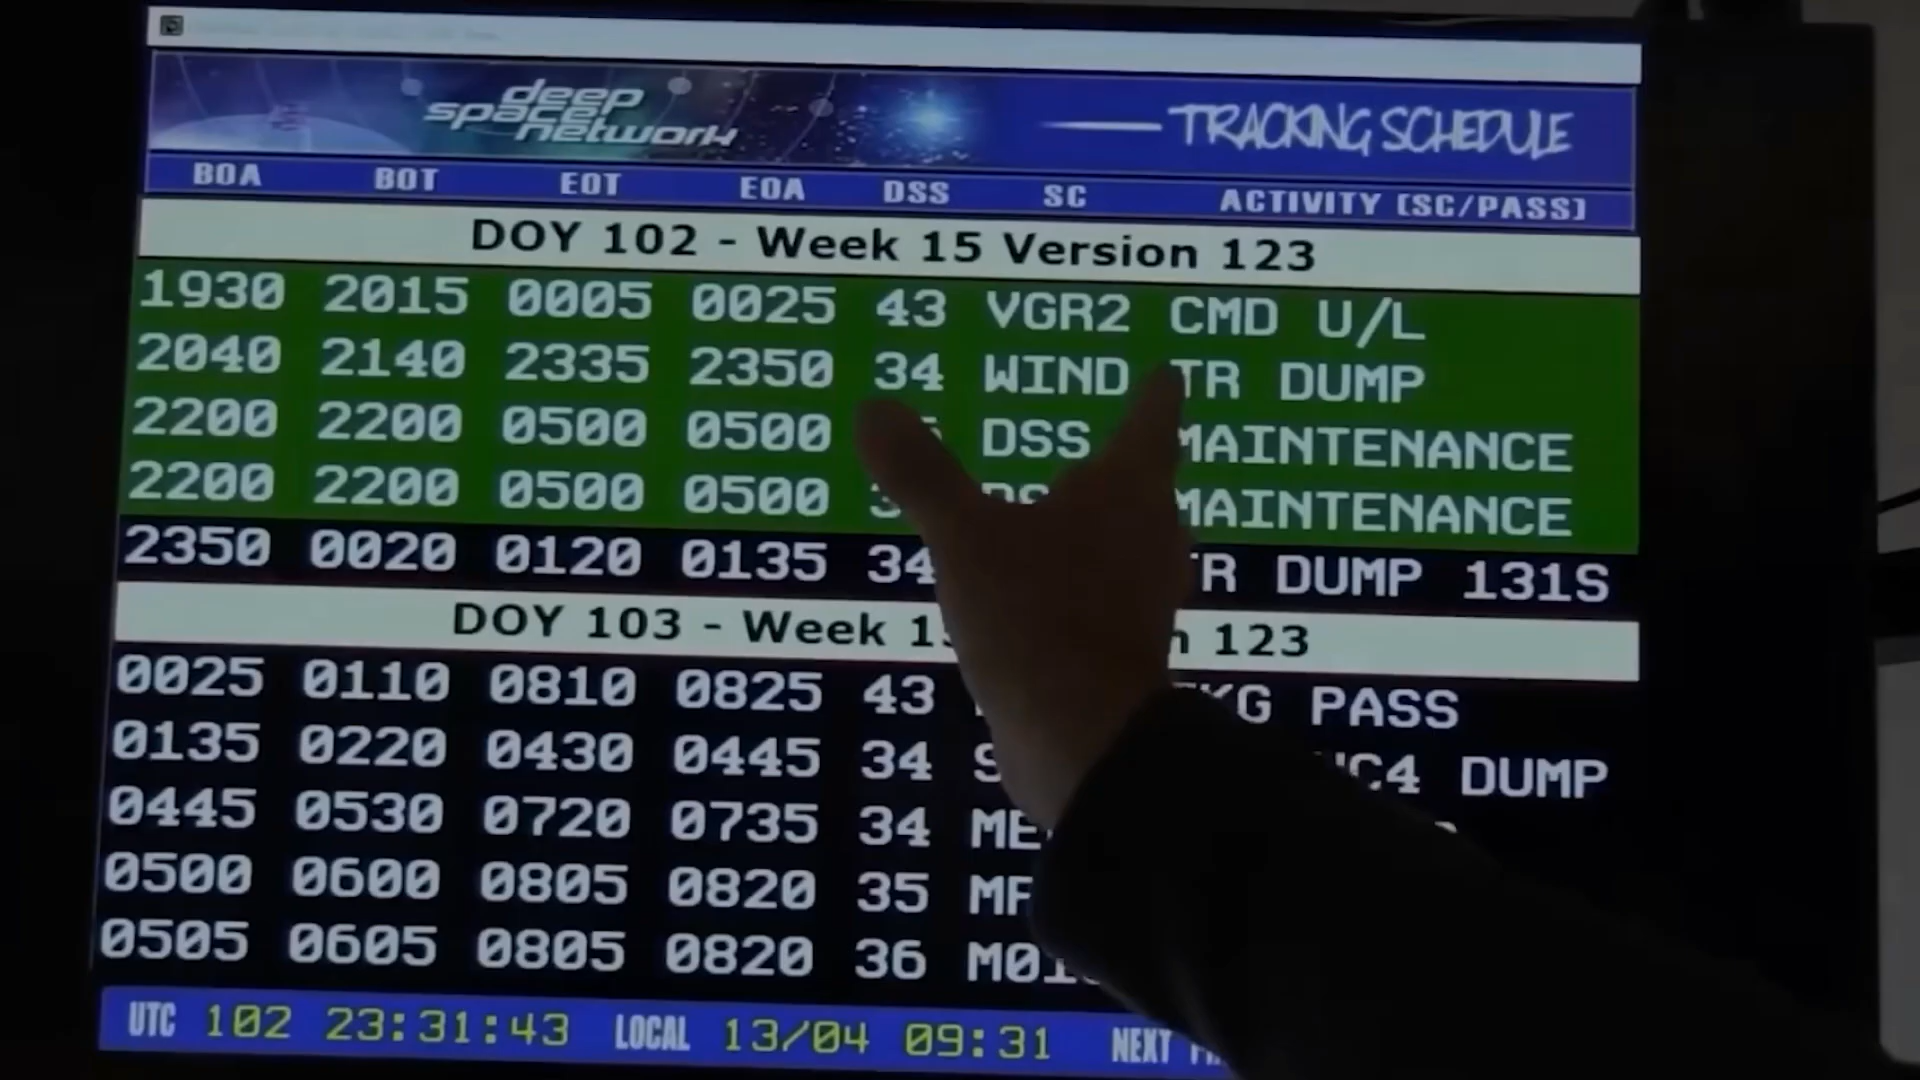 deep
space
network
TRACKING SCHEDULE
BOA BOT EOT EOA DSS SC ACTIVITY [SC/PASS]
DOY 102 - Week 15 Version 123
1930 2015 0005 0025 43 VGR2 CMD U/L
2040 2140 2335 2350 34 WIND TR DUMP
2200 2200 0500 0500 DSS MAINTENANCE
2200 2200 0500 0500 MAINTENANCE
2350 0020 0120 0135 34 DUMP 131S
DOY 103 - Week 123
0025 0110 0810 0825 43 PASS
0135 0220 0430 0445 34 DUMP
0445 0530 0720 0735 34
0500 0600 0805 0820 35
0505 0605 0805 0820 36
UTC 102 23:31:43 LOCAL 13/04 09:31 NEXT